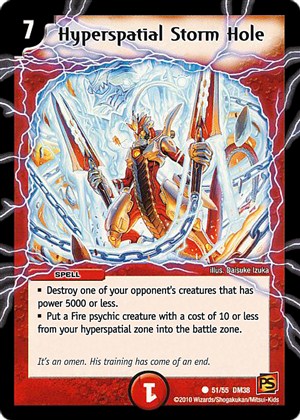 7 Hyperspatial Storm Hole
Illus. Daisuke Iizuka
SPELL
• Destroy one of your opponent's creatures that has
power 5000 or less.
• Put a Fire psychic creature with a cost of 10 or less
from your hyperspatial zone into the battle zone.
It's an omen. His training has come of an end.
1
● 51/55 DM38
©2010 Wizards/Shogakukan/Mitsui-Kids
PS